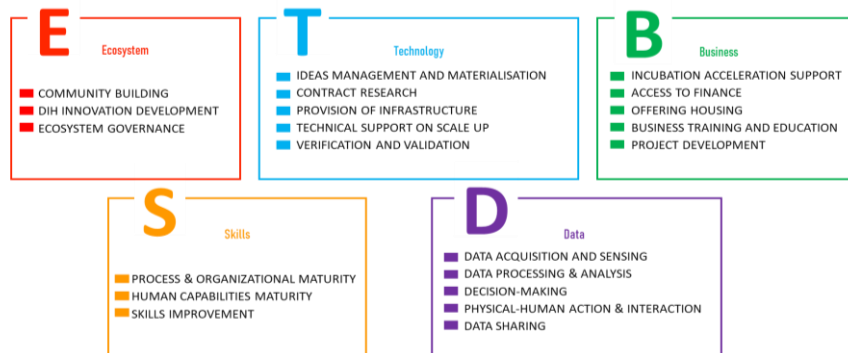 E
Ecosystem
COMMUNITY BUILDING
DIH INNOVATION DEVELOPMENT
ECOSYSTEM GOVERNANCE
T
Technology
IDEAS MANAGEMENT AND MATERIALISATION
CONTRACT RESEARCH
PROVISION OF INFRASTRUCTURE
TECHNICAL SUPPORT ON SCALE UP
VERIFICATION AND VALIDATION
B
Business
INCUBATION ACCELERATION SUPPORT
ACCESS TO FINANCE
OFFERING HOUSING
BUSINESS TRAINING AND EDUCATION
PROJECT DEVELOPMENT
S
Skills
PROCESS & ORGANIZATIONAL MATURITY
HUMAN CAPABILITIES MATURITY
SKILLS IMPROVEMENT
D
Data
DATA ACQUISITION AND SENSING
DATA PROCESSING & ANALYSIS
DECISION-MAKING
PHYSICAL-HUMAN ACTION & INTERACTION
DATA SHARING